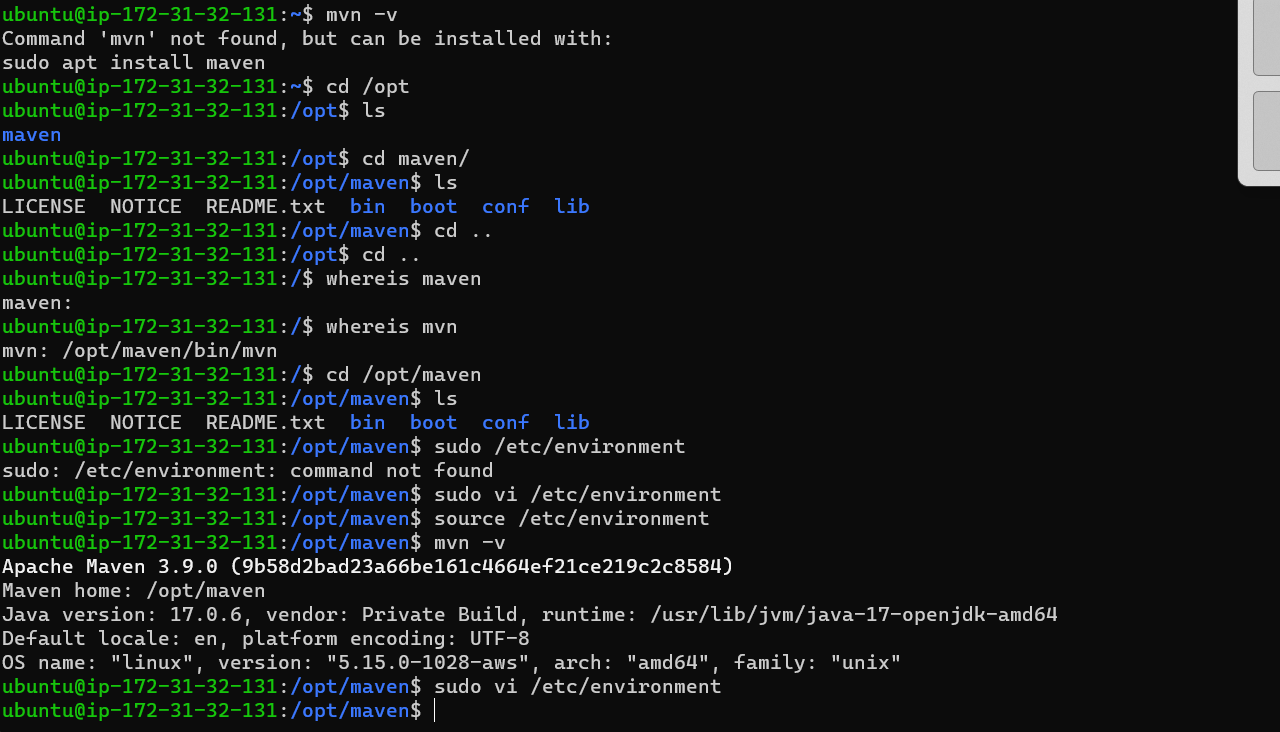 ubuntu@ip-172-31-32-131:~$ mvn -v
Command 'mvn' not found, but can be installed with:
sudo apt install maven
ubuntu@ip-172-31-32-131:~$ cd /opt
ubuntu@ip-172-31-32-131:/opt$ ls
maven
ubuntu@ip-172-31-32-131:/opt$ cd maven/
ubuntu@ip-172-31-32-131:/opt/maven$ ls
LICENSE  NOTICE  README.txt  bin  boot  conf  lib
ubuntu@ip-172-31-32-131:/opt/maven$ cd ..
ubuntu@ip-172-31-32-131:/opt$ cd ..
ubuntu@ip-172-31-32-131:/$ whereis maven
maven:
ubuntu@ip-172-31-32-131:/$ whereis mvn
mvn: /opt/maven/bin/mvn
ubuntu@ip-172-31-32-131:/$ cd /opt/maven
ubuntu@ip-172-31-32-131:/opt/maven$ ls
LICENSE  NOTICE  README.txt  bin  boot  conf  lib
ubuntu@ip-172-31-32-131:/opt/maven$ sudo /etc/environment
sudo: /etc/environment: command not found
ubuntu@ip-172-31-32-131:/opt/maven$ sudo vi /etc/environment
ubuntu@ip-172-31-32-131:/opt/maven$ source /etc/environment
ubuntu@ip-172-31-32-131:/opt/maven$ mvn -v
Apache Maven 3.9.0 (9b58d2bad23a66be161c4664ef21ce219c2c8584)
Maven home: /opt/maven
Java version: 17.0.6, vendor: Private Build, runtime: /usr/lib/jvm/java-17-openjdk-amd64
Default locale: en, platform encoding: UTF-8
OS name: "linux", version: "5.15.0-1028-aws", arch: "amd64", family: "unix"
ubuntu@ip-172-31-32-131:/opt/maven$ sudo vi /etc/environment
ubuntu@ip-172-31-32-131:/opt/maven$